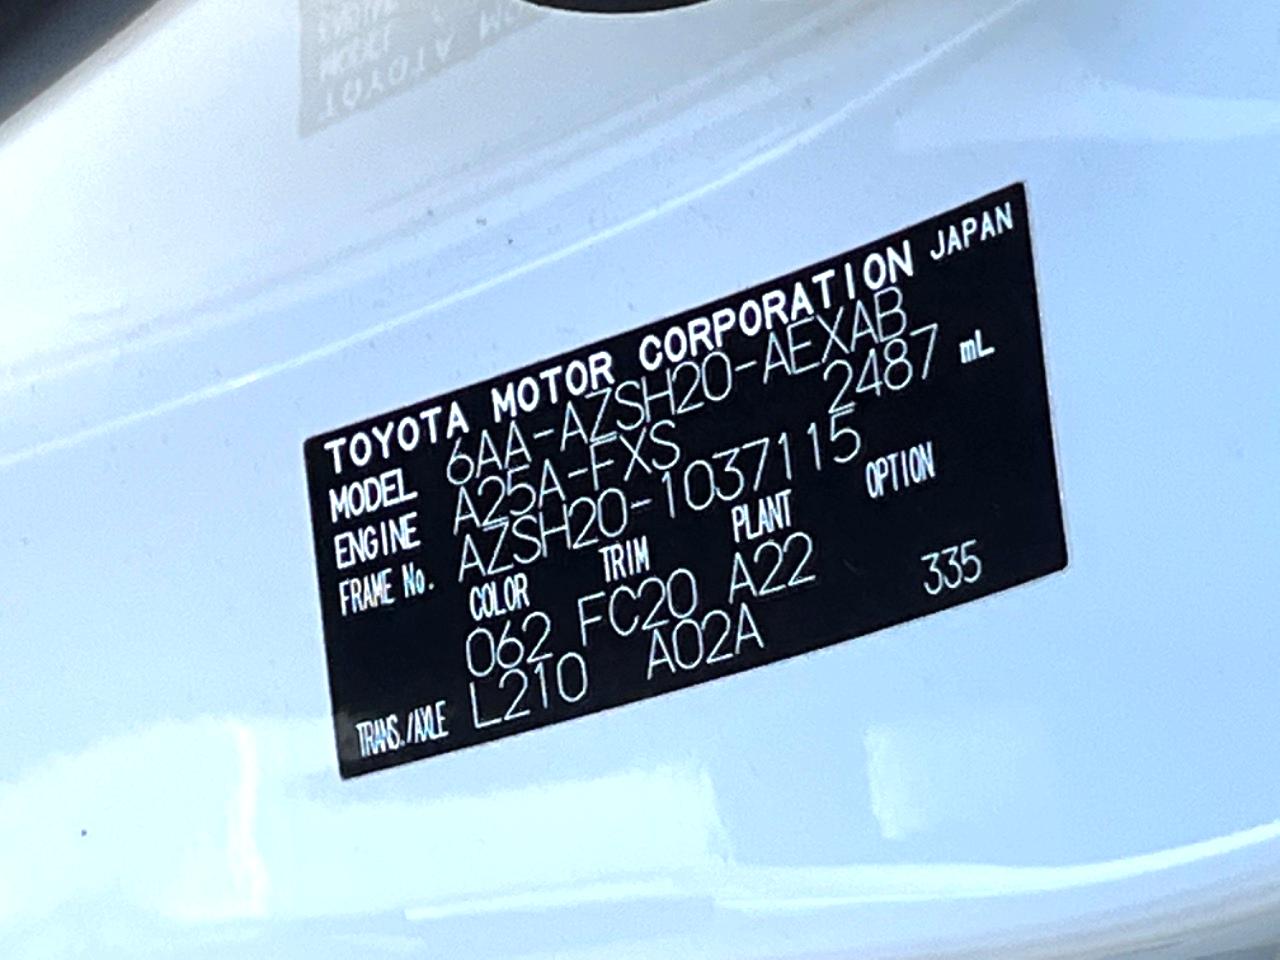 TOYOTA MOTOR CORPORATION JAPAN
MODEL 6AA-AZSH20-AEXAB
ENGINE A25A-FXS 2487 mL
FRAME No. AZSH20-1037115
COLOR TRIM PLANT OPTION
062 FC20 A22 335
TRANS./AXLE L210 A02A